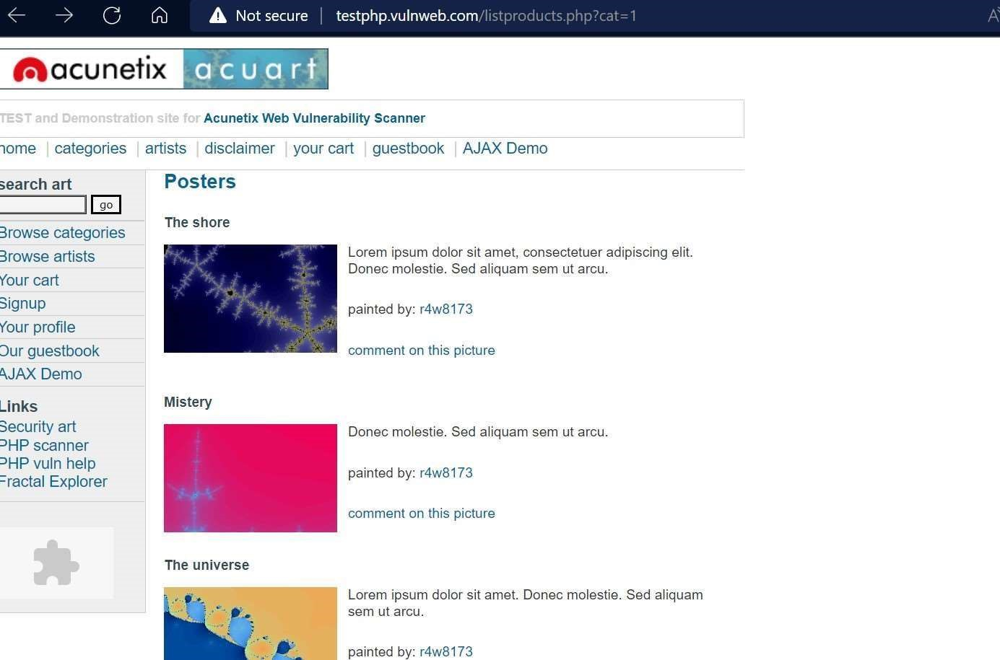 Not secure | testphp.vulnweb.com/listproducts.php?cat=1
acunetix acuart
TEST and Demonstration site for Acunetix Web Vulnerability Scanner
home | categories | artists | disclaimer | your cart | guestbook | AJAX Demo
search art
go
Browse categories
Browse artists
Your cart
Signup
Your profile
Our guestbook
AJAX Demo
Links
Security art
PHP scanner
PHP vuln help
Fractal Explorer
Posters
The shore
Lorem ipsum dolor sit amet, consectetuer adipiscing elit.
Donec molestie. Sed aliquam sem ut arcu.
painted by: r4w8173
comment on this picture
Mistery
Donec molestie. Sed aliquam sem ut arcu.
painted by: r4w8173
comment on this picture
The universe
Lorem ipsum dolor sit amet. Donec molestie. Sed aliquam
sem ut arcu.
painted by: r4w8173